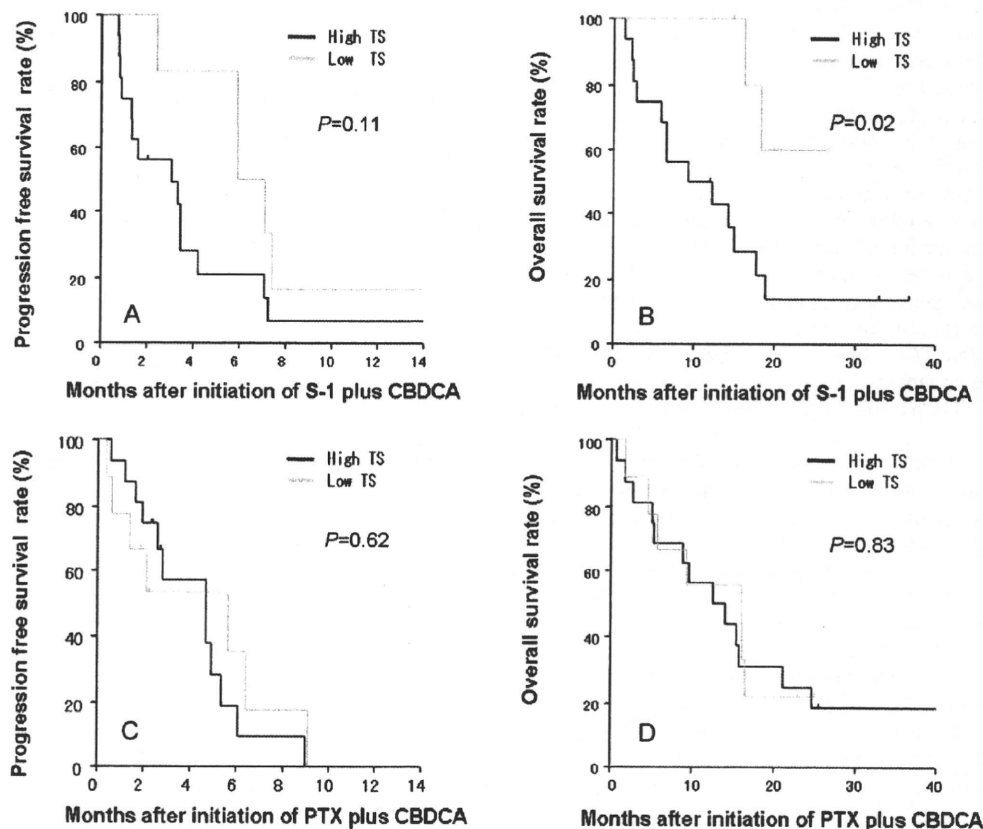 Progression free survival rate (%)
100
80
60
40
20
0
High TS
Low TS
P=0.11
A
0 2 4 6 8 10 12 14
Months after initiation of S-1 plus CBDCA
Overall survival rate (%)
100
80
60
40
20
0
High TS
Low TS
P=0.02
B
0 10 20 30 40
Months after initiation of S-1 plus CBDCA
Progression free survival rate (%)
100
80
60
40
20
0
High TS
Low TS
P=0.62
C
0 2 4 6 8 10 12 14
Months after initiation of PTX plus CBDCA
Overall survival rate (%)
100
80
60
40
20
0
High TS
Low TS
P=0.83
D
0 10 20 30 40
Months after initiation of PTX plus CBDCA